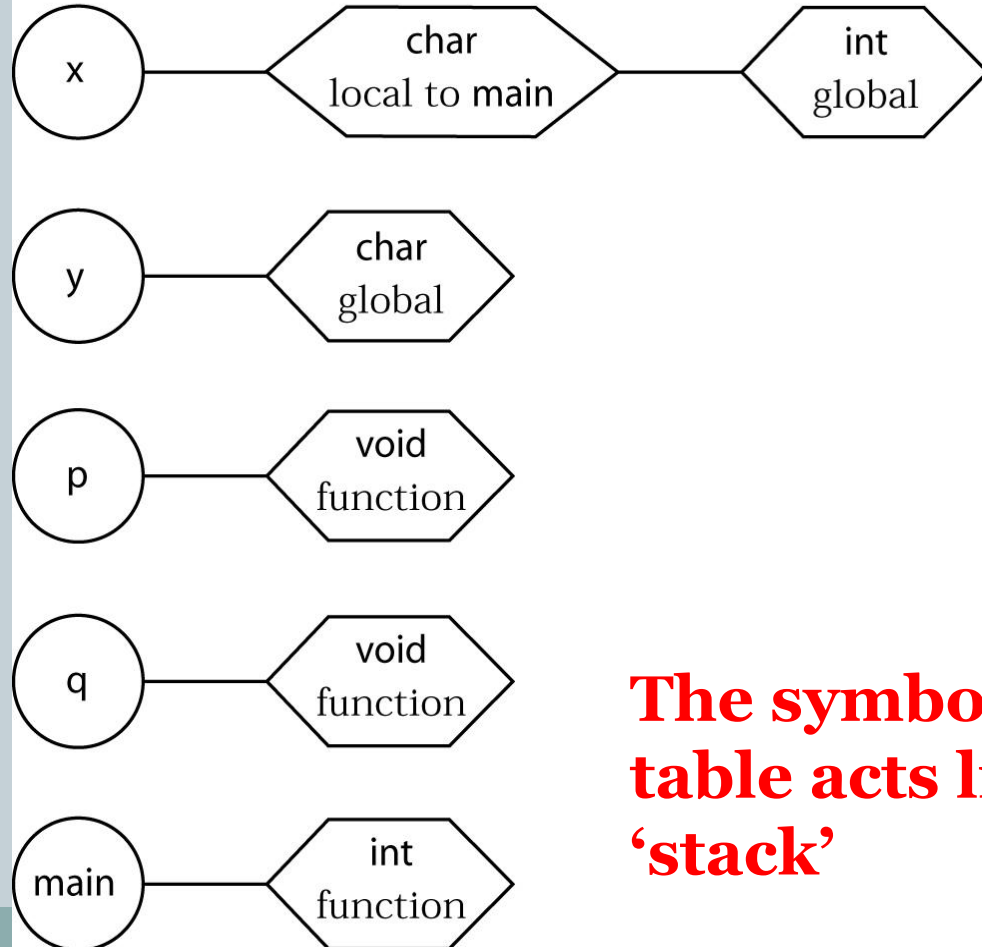 x
char
local to main
int
global
y
char
global
p
void
function
q
void
function
The symbo
table acts l
‘stack’
main
int
function